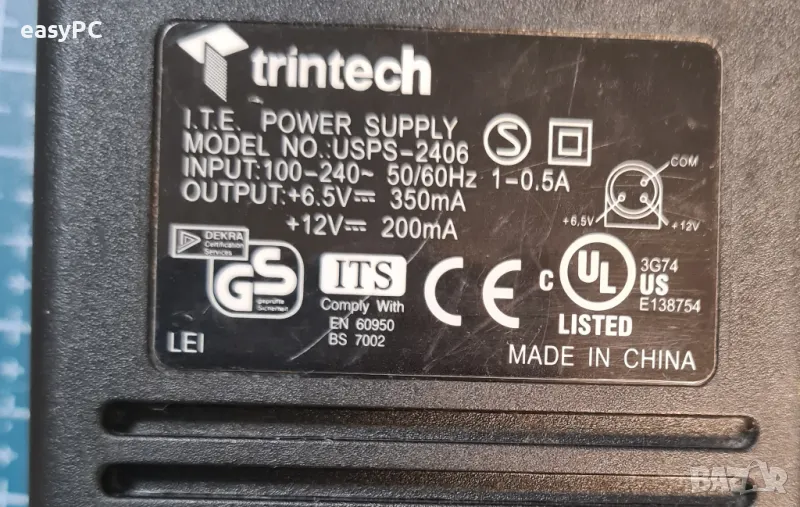 easyPC
trintech
I.T.E. POWER SUPPLY
MODEL NO.:USPS-2406
INPUT:100-240~ 50/60Hz 1-0.5A
OUTPUT:+6.5V⎓ 350mA
+12V⎓ 200mA
S
COM
+6,5V
+12V
DEKRA
Certification
Services
GS
geprüfte
Sicherheit
ITS
Comply With
EN 60950
BS 7002
CE
c UL US
LISTED
3G74
E138754
LEI
MADE IN CHINA
BAZAR